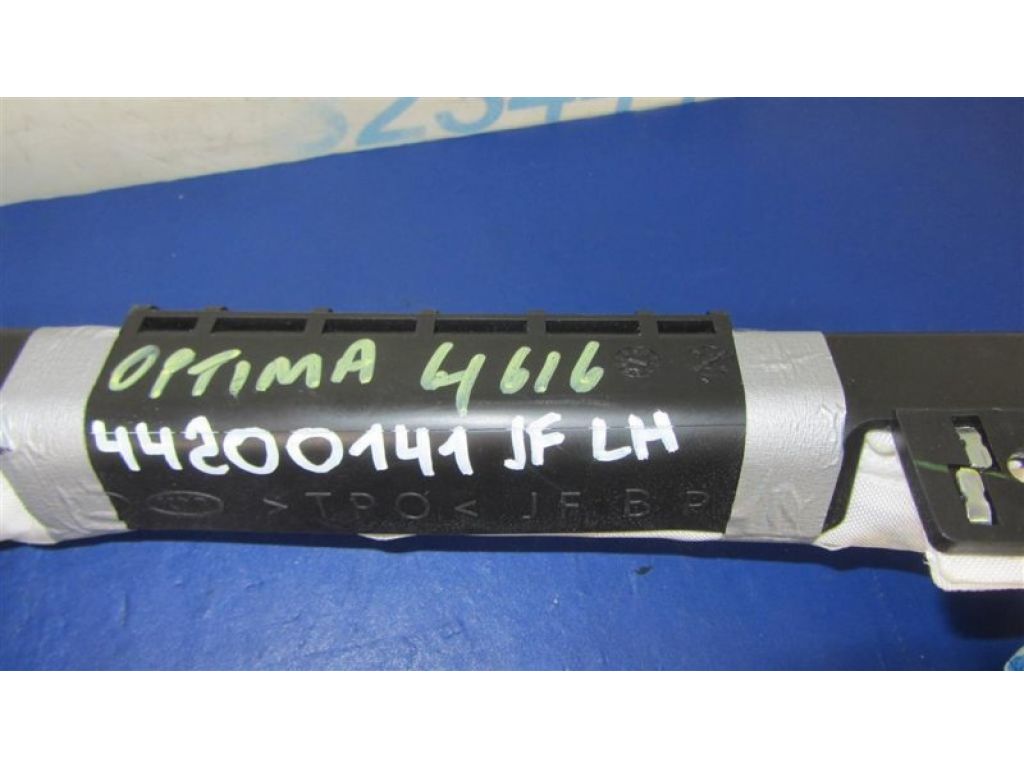 OPTIMA 4616
44200141 JF LH
>TPO< JF B P